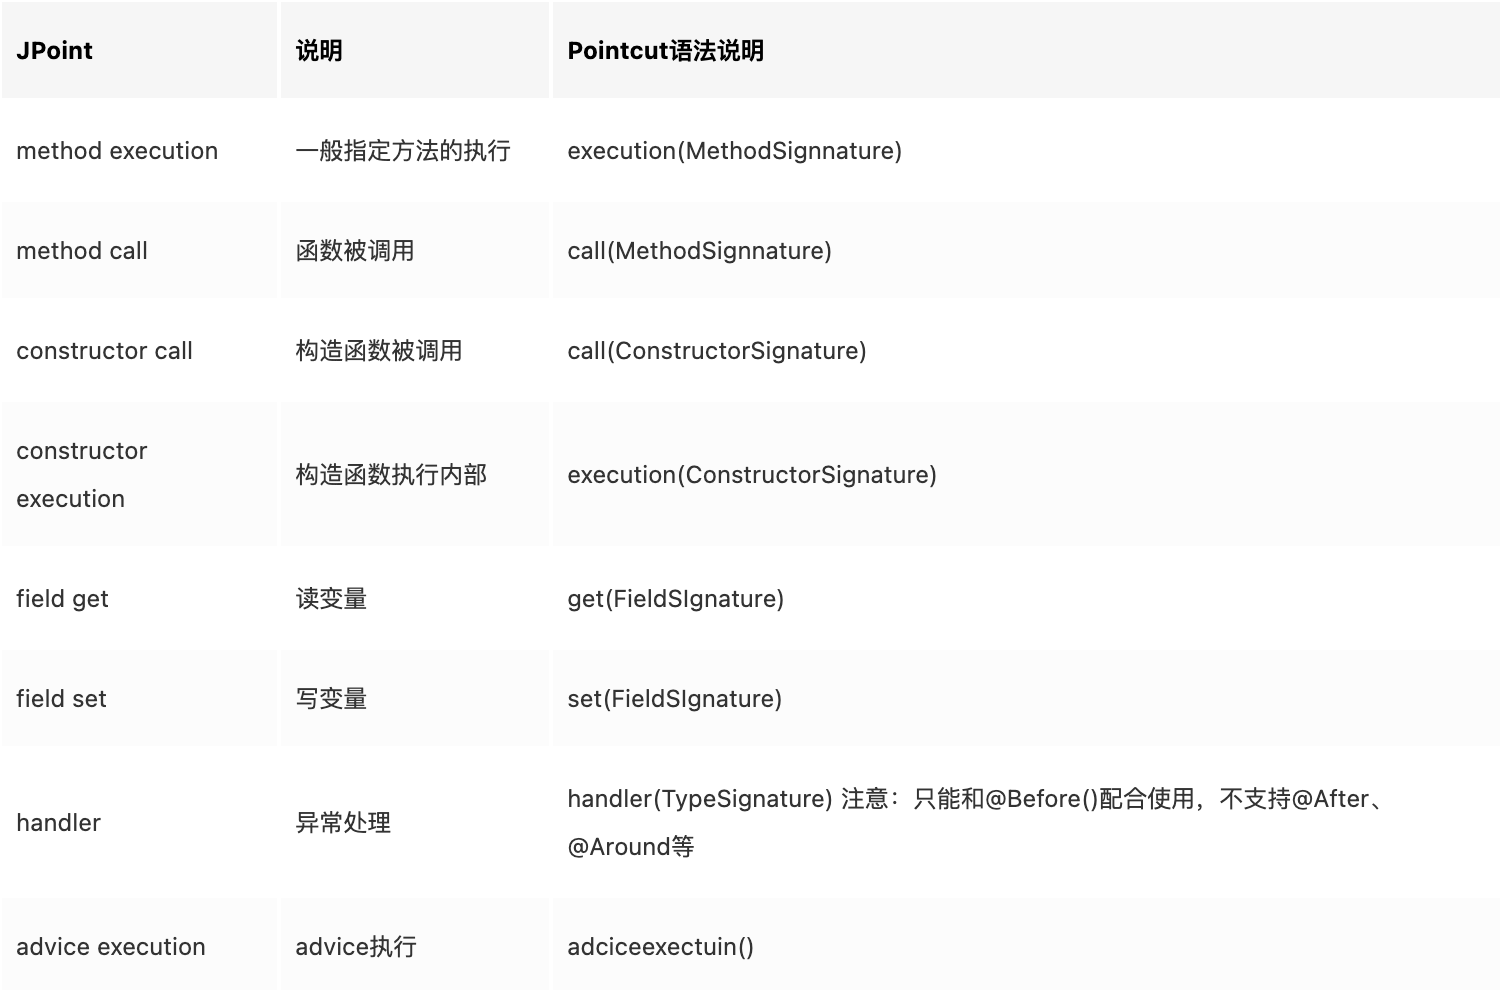 JPoint 说明 Pointcut语法说明
method execution 一般指定方法的执行 execution(MethodSignnature)
method call 函数被调用 call(MethodSignnature)
constructor call 构造函数被调用 call(ConstructorSignature)
constructor
execution
构造函数执行内部 execution(ConstructorSignature)
field get 读变量 get(FieldSIgnature)
field set 写变量 set(FieldSIgnature)
handler 异常处理
handler(TypeSignature) 注意：只能和@Before()配合使用，不支持@After、
@Around等
advice execution advice执行 adciceexectuin()